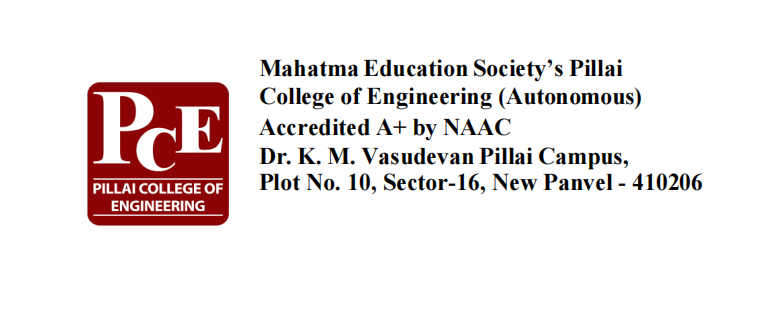 PCE
PILLAI COLLEGE OF
ENGINEERING
Mahatma Education Society’s Pillai
College of Engineering (Autonomous)
Accredited A+ by NAAC
Dr. K. M. Vasudevan Pillai Campus,
Plot No. 10, Sector-16, New Panvel - 410206